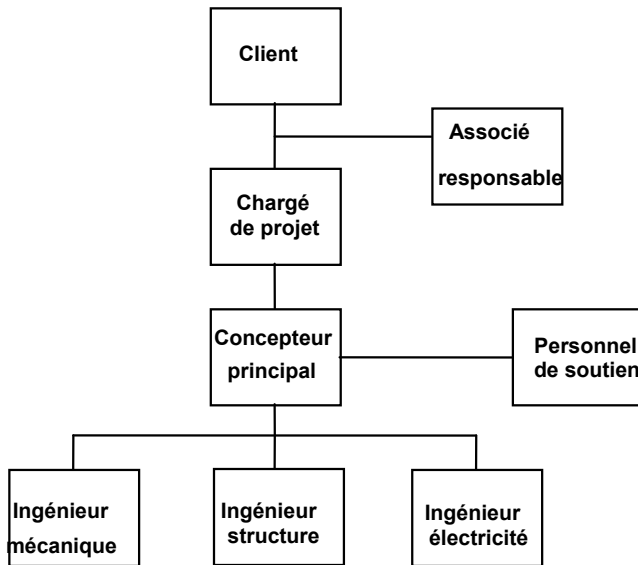 Client
Associé
responsable
Chargé
de projet
Concepteur
principal
Personnel
de soutien
Ingénieur
mécanique
Ingénieur
structure
Ingénieur
électricité